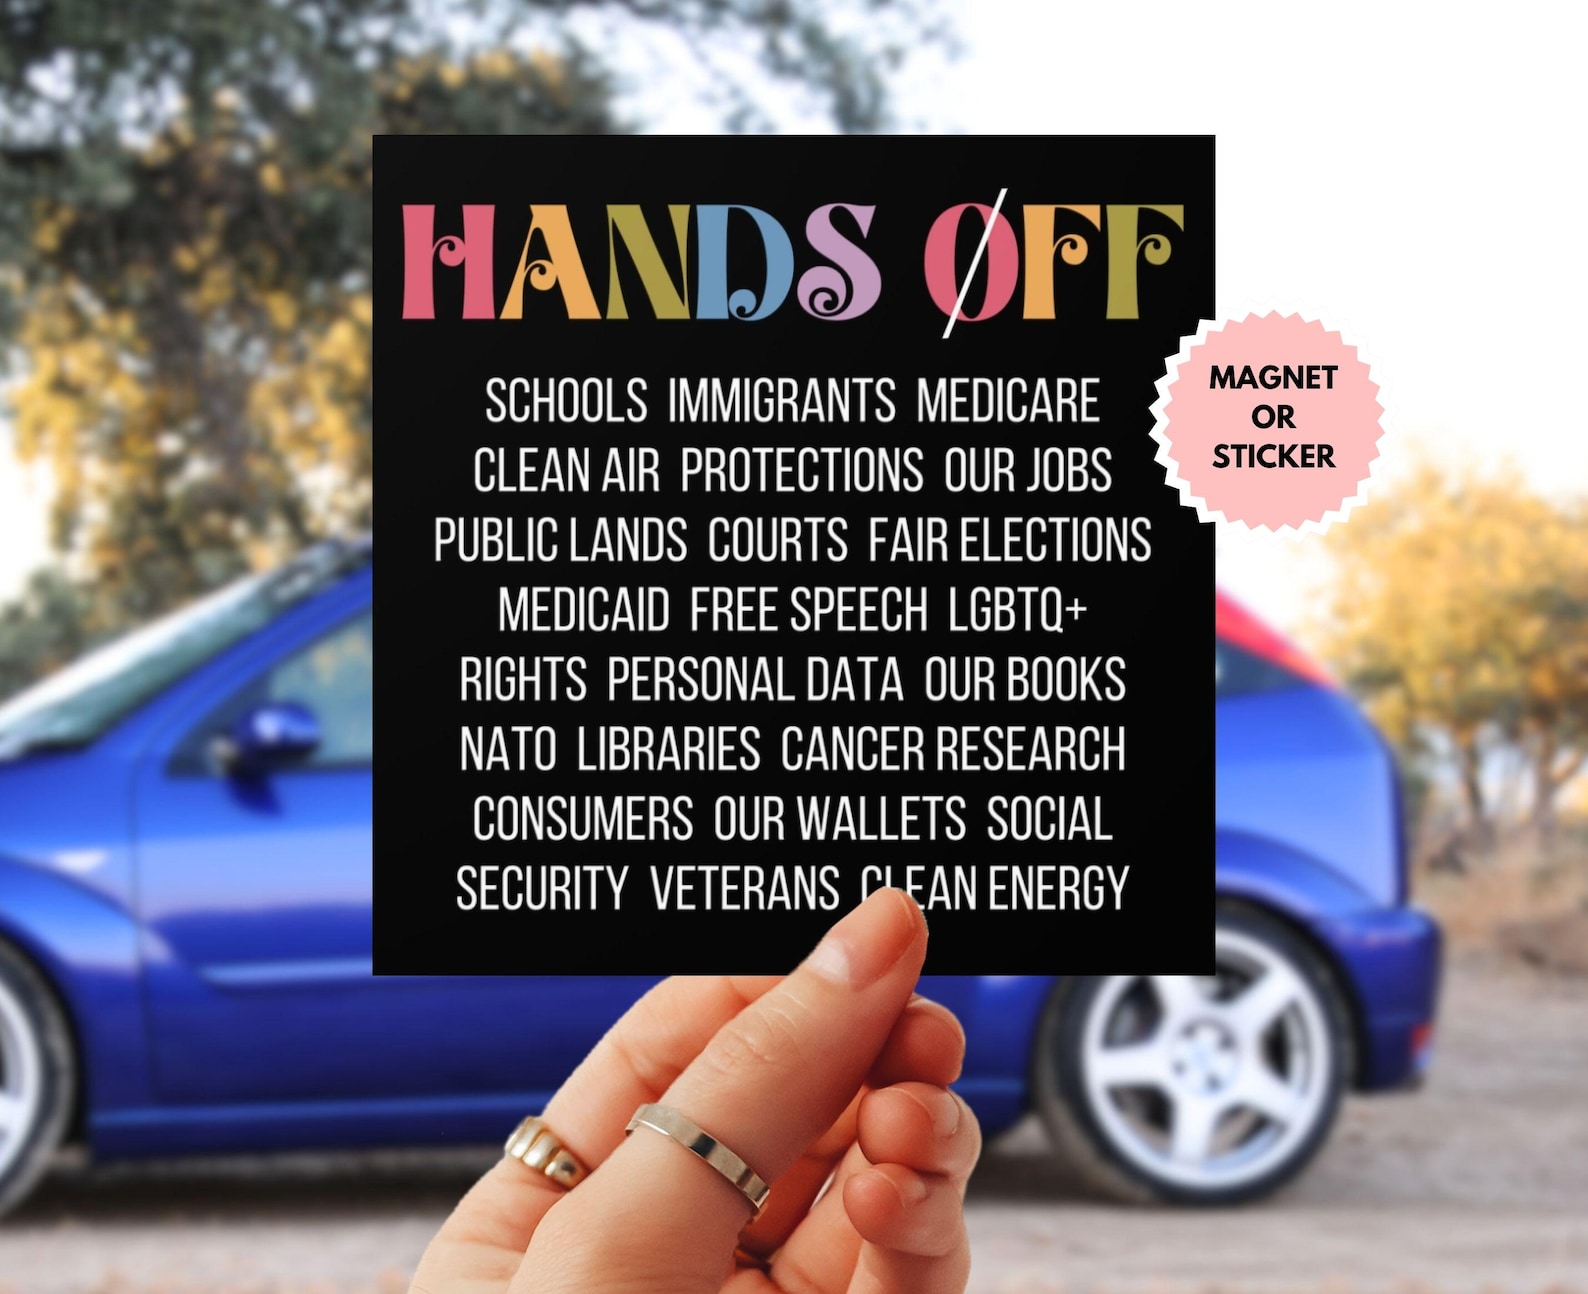 HANDS OFF
SCHOOLS IMMIGRANTS MEDICARE
CLEAN AIR PROTECTIONS OUR JOBS
PUBLIC LANDS COURTS FAIR ELECTIONS
MEDICAID FREE SPEECH LGBTQ+
RIGHTS PERSONAL DATA OUR BOOKS
NATO LIBRARIES CANCER RESEARCH
CONSUMERS OUR WALLETS SOCIAL
SECURITY VETERANS CLEAN ENERGY
MAGNET
OR
STICKER